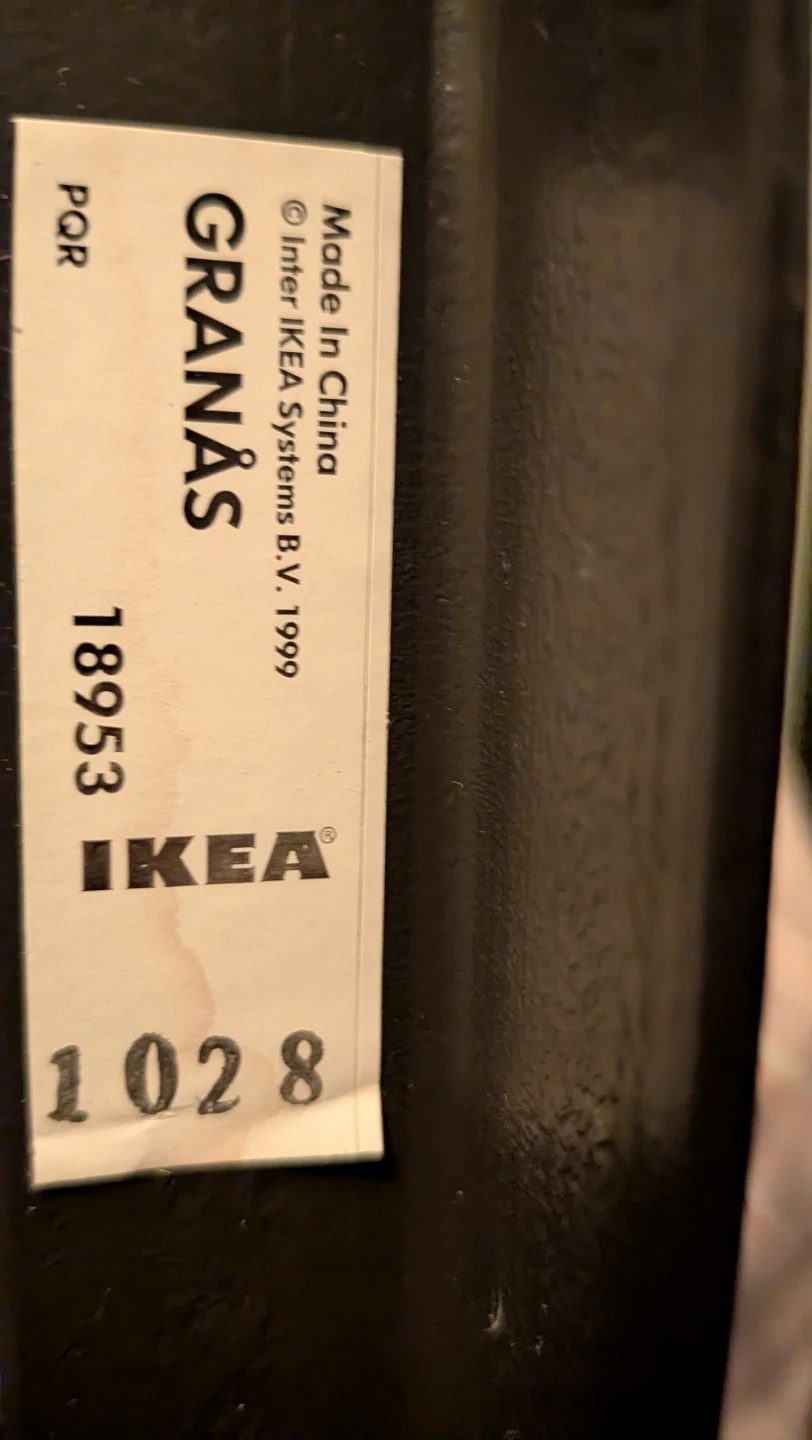 Made In China
© Inter IKEA Systems B.V. 1999
GRANÅS
PQR
18953
IKEA®
1028